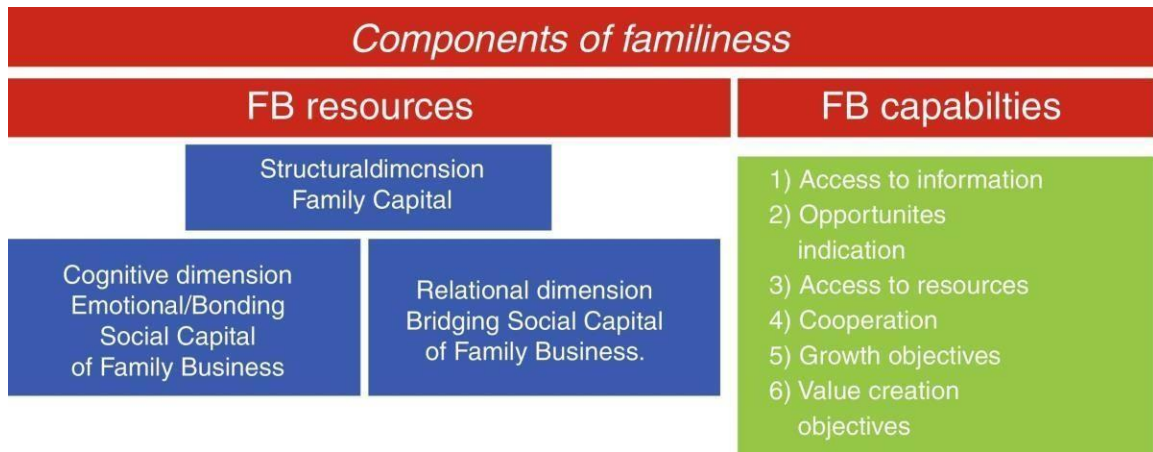 Components of familiness
FB resources
FB capabilties
Structuraldimcnsion
Family Capital
Cognitive dimension
Emotional/Bonding
Social Capital
of Family Business
Relational dimension
Bridging Social Capital
of Family Business.
1) Access to information
2) Opportunites
indication
3) Access to resources
4) Cooperation
5) Growth objectives
6) Value creation
objectives